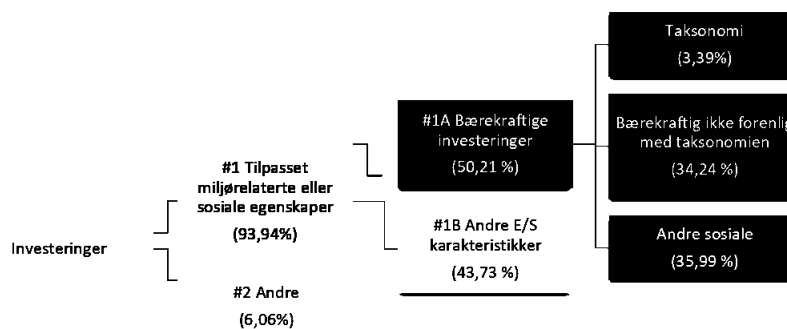 Investeringer
#1 Tilpasset
miljørelaterte eller
sosiale egenskaper
(93,94%)
#2 Andre
(6,06%)
#1A Bærekraftige
investeringer
(50,21 %)
#1B Andre E/S
karakteristikker
(43,73 %)
Taksonomi
(3,39%)
Bærekraftig ikke forenlig
med taksonomien
(34,24 %)
Andre sosiale
(35,99 %)